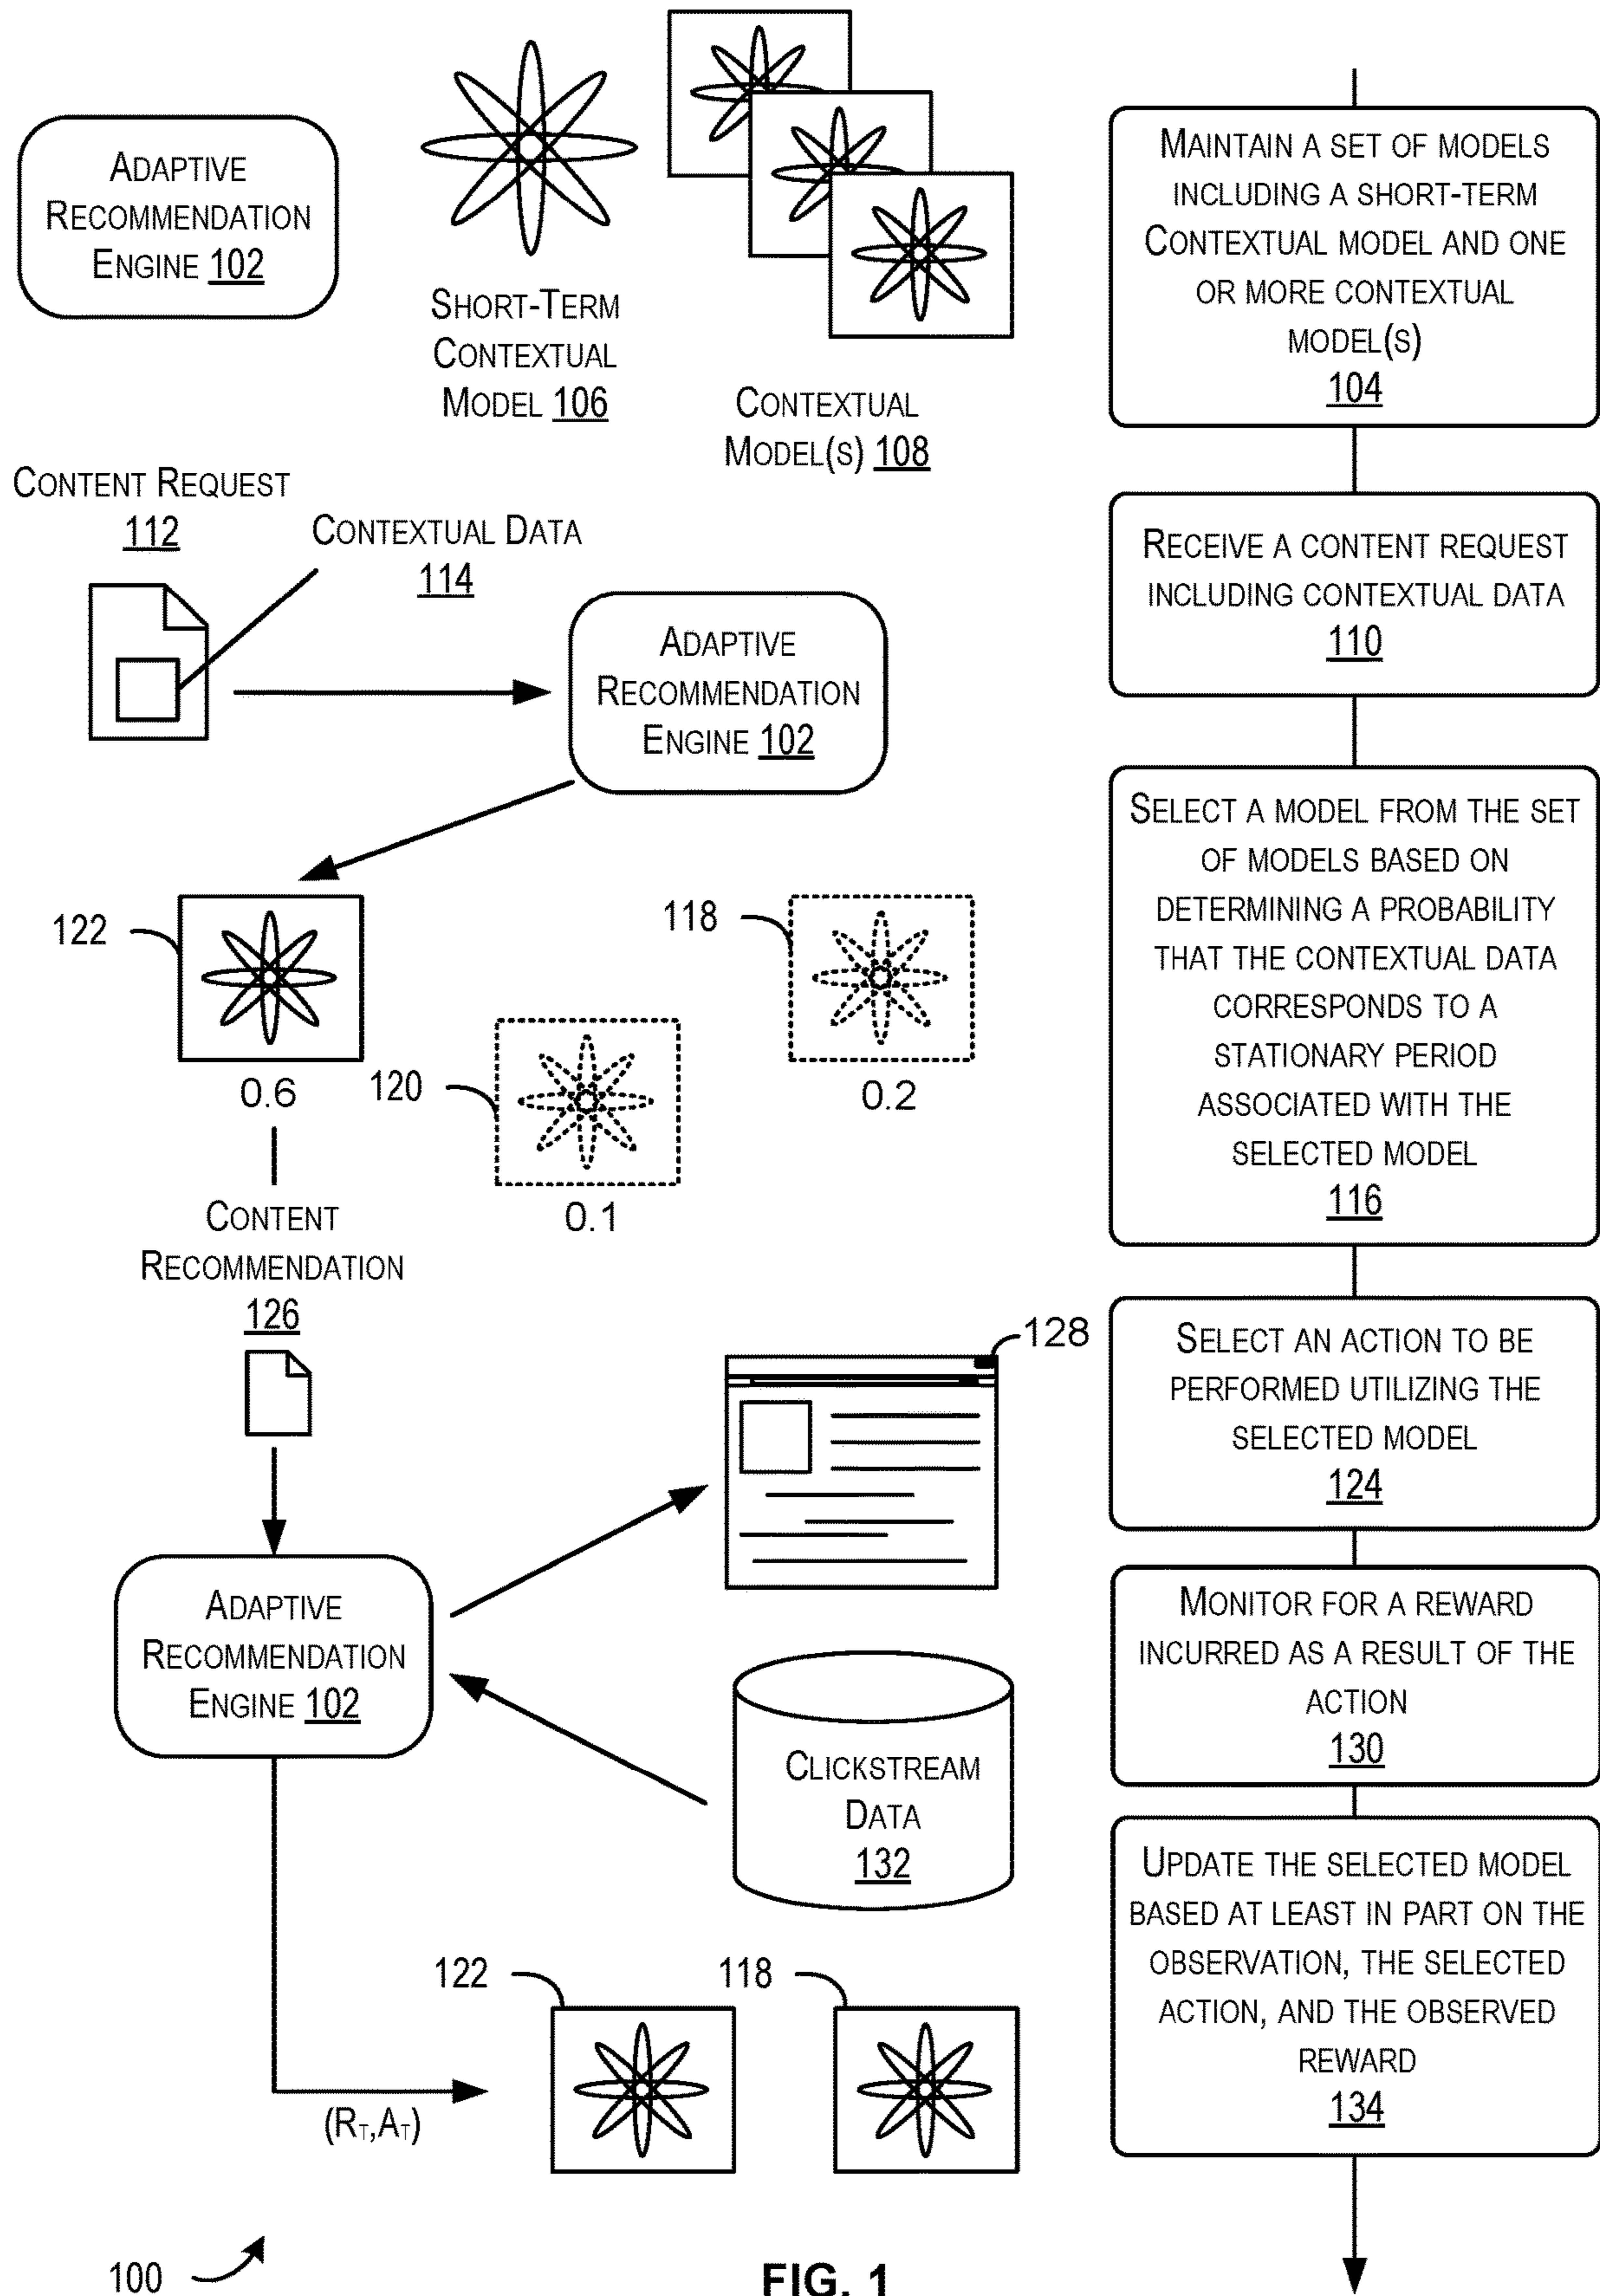 ADAPTIVE
RECOMMENDATION
ENGINE 102
SHORT-TERM
CONTEXTUAL
MODEL 106
CONTEXTUAL
MODEL(S) 108
MAINTAIN A SET OF MODELS
INCLUDING A SHORT-TERM
CONTEXTUAL MODEL AND ONE
OR MORE CONTEXTUAL
MODEL(S)
104
CONTENT REQUEST
112
CONTEXTUAL DATA
114
ADAPTIVE
RECOMMENDATION
ENGINE 102
RECEIVE A CONTENT REQUEST
INCLUDING CONTEXTUAL DATA
110
122
0.6
120
0.1
118
0.2
SELECT A MODEL FROM THE SET
OF MODELS BASED ON
DETERMINING A PROBABILITY
THAT THE CONTEXTUAL DATA
CORRESPONDS TO A
STATIONARY PERIOD
ASSOCIATED WITH THE
SELECTED MODEL
116
CONTENT
RECOMMENDATION
126
128
SELECT AN ACTION TO BE
PERFORMED UTILIZING THE
SELECTED MODEL
124
ADAPTIVE
RECOMMENDATION
ENGINE 102
CLICKSTREAM
DATA
132
MONITOR FOR A REWARD
INCURRED AS A RESULT OF THE
ACTION
130
122
118
(RT,AT)
UPDATE THE SELECTED MODEL
BASED AT LEAST IN PART ON THE
OBSERVATION, THE SELECTED
ACTION, AND THE OBSERVED
REWARD
134
100
FIG. 1